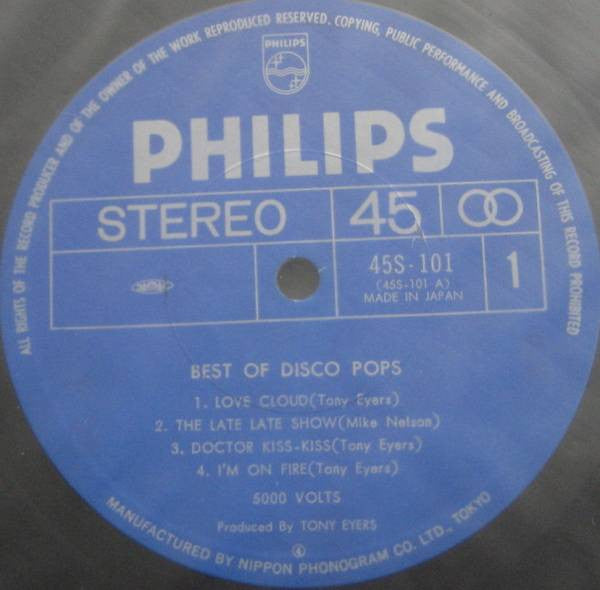 ALL RIGHTS OF THE RECORD PRODUCER AND OF THE OWNER OF THE WORK REPRODUCED RESERVED. COPYING, PUBLIC PERFORMANCE AND BROADCASTING OF THIS RECORD PROHIBITED
PHILIPS
PHILIPS
STEREO 45
45S-101 1
(45S-101 A)
MADE IN JAPAN
BEST OF DISCO POPS
1. LOVE CLOUD(Tony Eyers)
2. THE LATE LATE SHOW(Mike Nelson)
3. DOCTOR KISS-KISS(Tony Eyers)
4. I'M ON FIRE(Tony Eyers)
5000 VOLTS
Produced By TONY EYERS
MANUFACTURED BY NIPPON PHONOGRAM CO. LTD., TOKYO